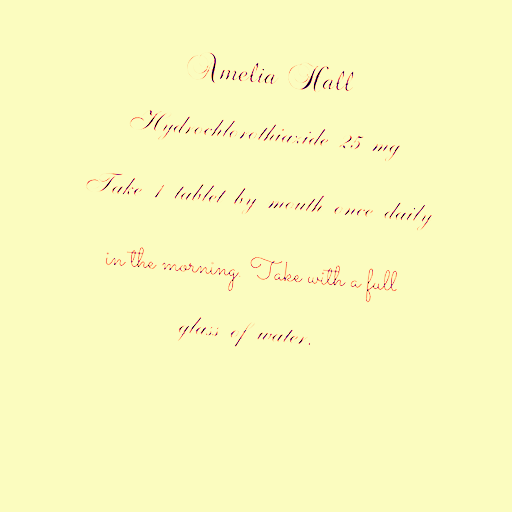 Amelia Hall
Hydrochlorothiazide 25 mg
Take 1 tablet by mouth once daily
in the morning. Take with a full
glass of water.